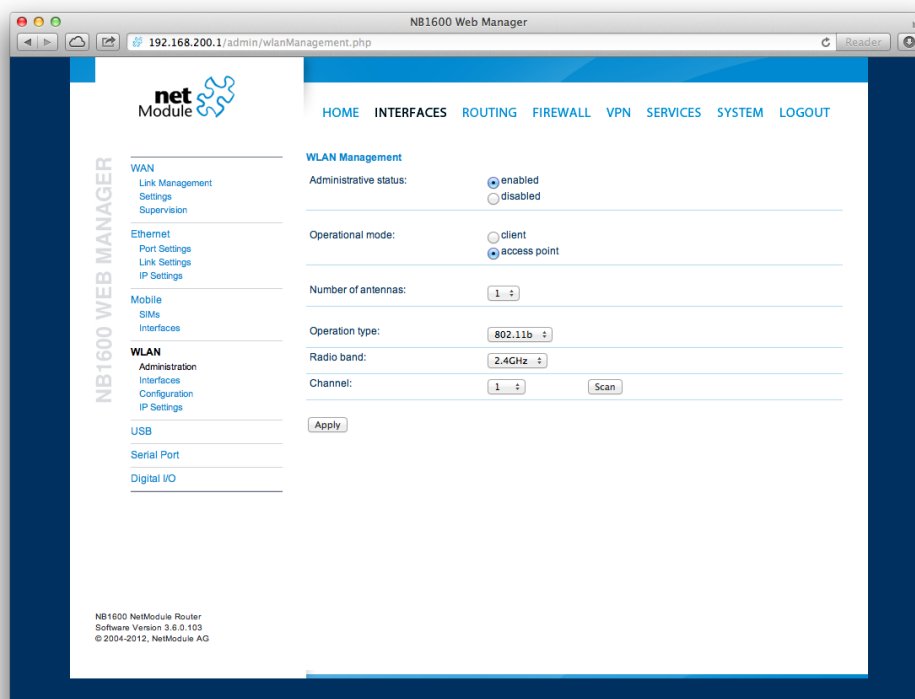 NB1600 Web Manager
192.168.200.1/admin/wlanManagement.php
Reader
net
Module
HOME INTERFACES ROUTING FIREWALL VPN SERVICES SYSTEM LOGOUT
NB1600 WEB MANAGER
WAN
Link Management
Settings
Supervision
Ethernet
Port Settings
Link Settings
IP Settings
Mobile
SIMs
Interfaces
WLAN
Administration
Interfaces
Configuration
IP Settings
USB
Serial Port
Digital I/O
WLAN Management
Administrative status:
enabled
disabled
Operational mode:
client
access point
Number of antennas: 1
Operation type: 802.11b
Radio band: 2.4GHz
Channel: 1 Scan
Apply
NB1600 NetModule Router
Software Version 3.6.0.103
© 2004-2012, NetModule AG